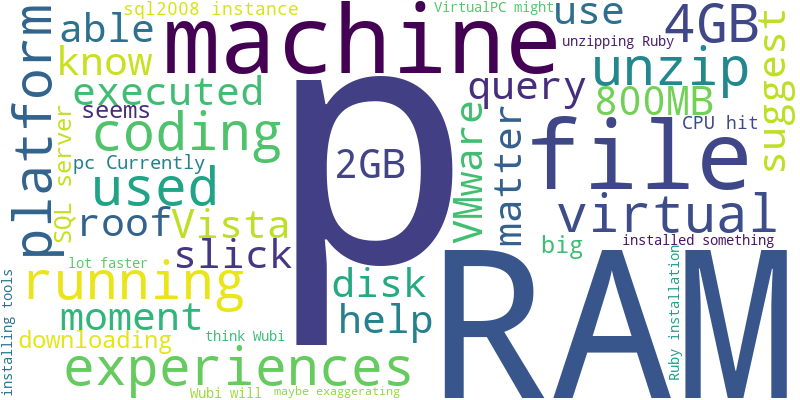 sql2008 instance
VirtualPC might
use
able
machine
4GB
suggest
unzipping Ruby
know
platform
unzip
query
executed
800MB
seems
p
SQL server
coding
VMware
matter
file
CPU hit
2GB
pc Currently
used
virtual
roof
Vista
slick
big
installed something
lot faster
running
disk
RAM
Ruby installation
installing tools
moment
help
downloading
think Wubi
experiences
Wubi will
maybe exaggerating